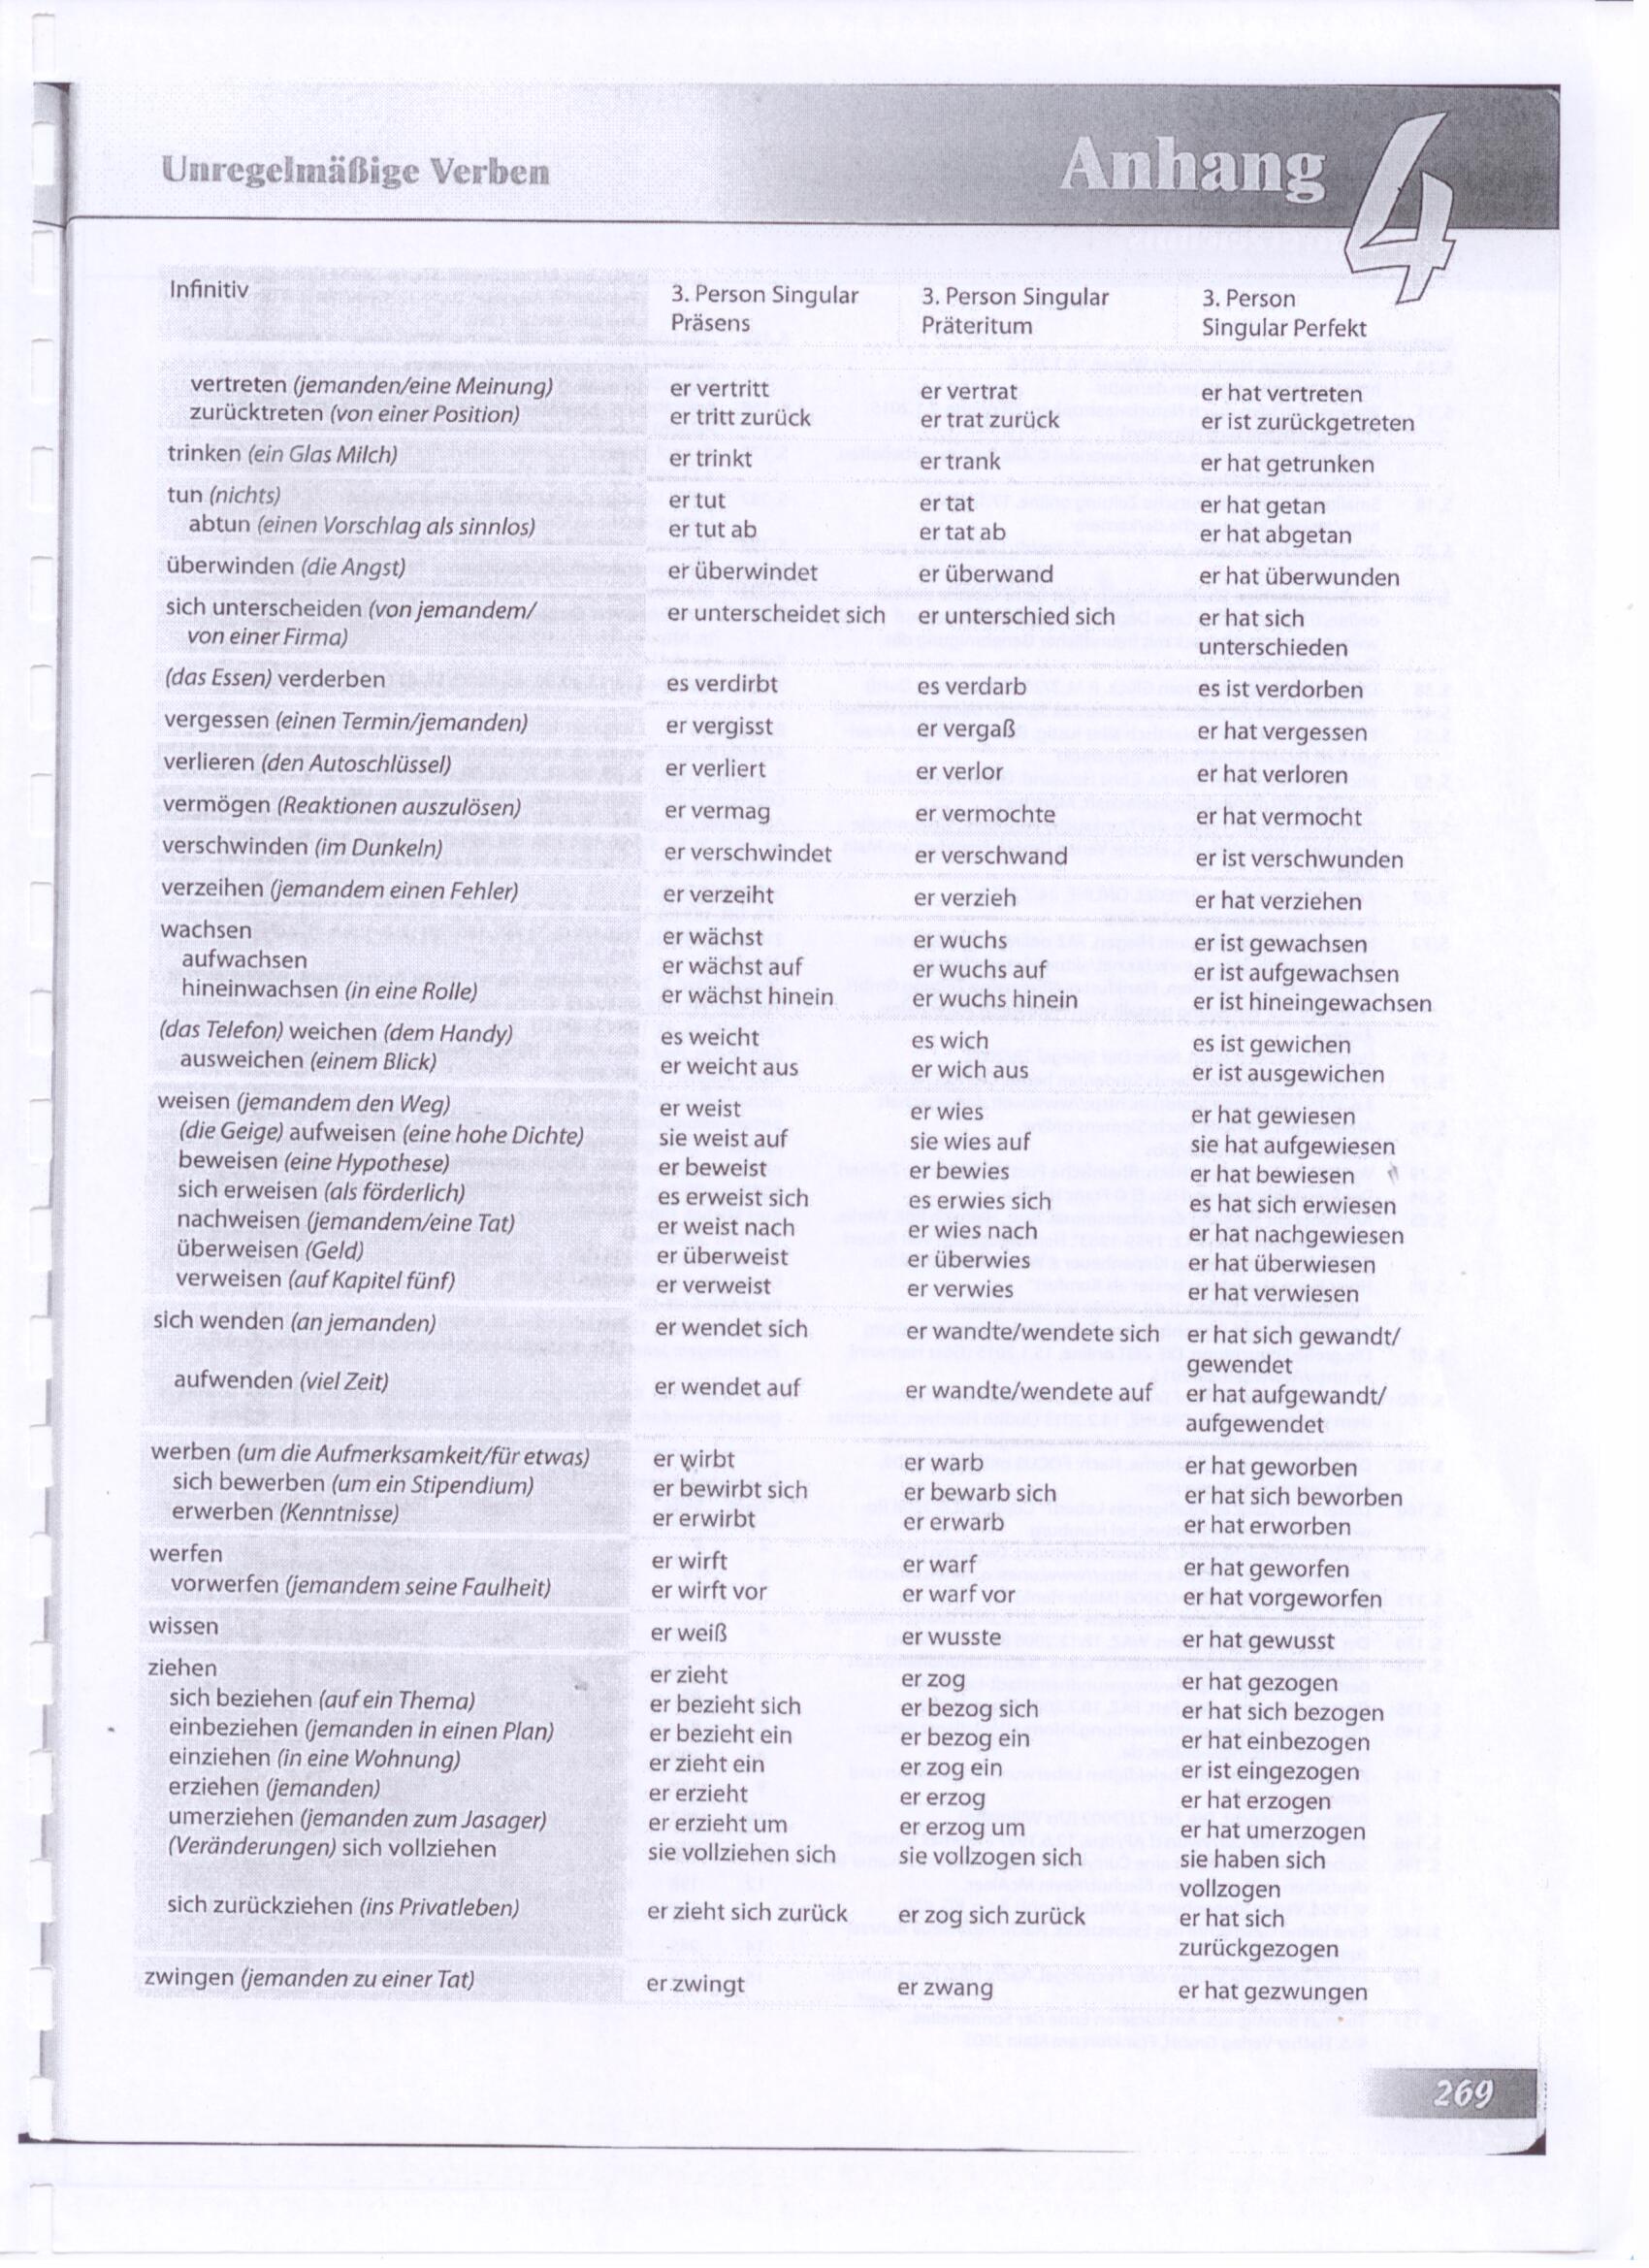 Unregelmäßige Verben
Anhang 4
Infinitiv 3. Person Singular 3. Person Singular 3. Person
Präsens Präteritum Singular Perfekt
vertreten (jemanden/eine Meinung) er vertritt er vertrat er hat vertreten
zurücktreten (von einer Position) er tritt zurück er trat zurück er ist zurückgetreten
trinken (ein Glas Milch) er trinkt er trank er hat getrunken
tun (nichts) er tut er tat er hat getan
abtun (einen Vorschlag als sinnlos) er tut ab er tat ab er hat abgetan
überwinden (die Angst) er überwindet er überwand er hat überwunden
sich unterscheiden (von jemandem/ er unterscheidet sich er unterschied sich er hat sich
von einer Firma) unterschieden
(das Essen) verderben es verdirbt es verdarb es ist verdorben
vergessen (einen Termin/jemanden) er vergisst er vergaß er hat vergessen
verlieren (den Autoschlüssel) er verliert er verlor er hat verloren
vermögen (Reaktionen auszulösen) er vermag er vermochte er hat vermocht
verschwinden (im Dunkeln) er verschwindet er verschwand er ist verschwunden
verzeihen (jemandem einen Fehler) er verzeiht er verzieh er hat verziehen
wachsen er wächst er wuchs er ist gewachsen
aufwachsen er wächst auf er wuchs auf er ist aufgewachsen
hineinwachsen (in eine Rolle) er wächst hinein er wuchs hinein er ist hineingewachsen
(das Telefon) weichen (dem Handy) es weicht es wich es ist gewichen
ausweichen (einem Blick) er weicht aus er wich aus er ist ausgewichen
weisen (jemandem den Weg) er weist er wies er hat gewiesen
(die Geige) aufweisen (eine hohe Dichte) sie weist auf sie wies auf sie hat aufgewiesen
beweisen (eine Hypothese) er beweist er bewies er hat bewiesen
sich erweisen (als förderlich) es erweist sich es erwies sich es hat sich erwiesen
nachweisen (jemandem/eine Tat) er weist nach er wies nach er hat nachgewiesen
überweisen (Geld) er überweist er überwies er hat überwiesen
verweisen (auf Kapitel fünf) er verweist er verwies er hat verwiesen
sich wenden (an jemanden) er wendet sich er wandte/wendete sich er hat sich gewandt/
gewendet
aufwenden (viel Zeit) er wendet auf er wandte/wendete auf er hat aufgewandt/
aufgewendet
werben (um die Aufmerksamkeit/für etwas) er wirbt er warb er hat geworben
sich bewerben (um ein Stipendium) er bewirbt sich er bewarb sich er hat sich beworben
erwerben (Kenntnisse) er erwirbt er erwarb er hat erworben
werfen er wirft er warf er hat geworfen
vorwerfen (jemandem seine Faulheit) er wirft vor er warf vor er hat vorgeworfen
wissen er weiß er wusste er hat gewusst
ziehen er zieht er zog er hat gezogen
sich beziehen (auf ein Thema) er bezieht sich er bezog sich er hat sich bezogen
einbeziehen (jemanden in einen Plan) er bezieht ein er bezog ein er hat einbezogen
einziehen (in eine Wohnung) er zieht ein er zog ein er ist eingezogen
erziehen (jemanden) er erzieht er erzog er hat erzogen
umerziehen (jemanden zum Jasager) er erzieht um er erzog um er hat umerzogen
(Veränderungen) sich vollziehen sie vollziehen sich sie vollzogen sich sie haben sich
vollzogen
sich zurückziehen (ins Privatleben) er zieht sich zurück er zog sich zurück er hat sich
zurückgezogen
zwingen (jemanden zu einer Tat) er zwingt er zwang er hat gezwungen
269